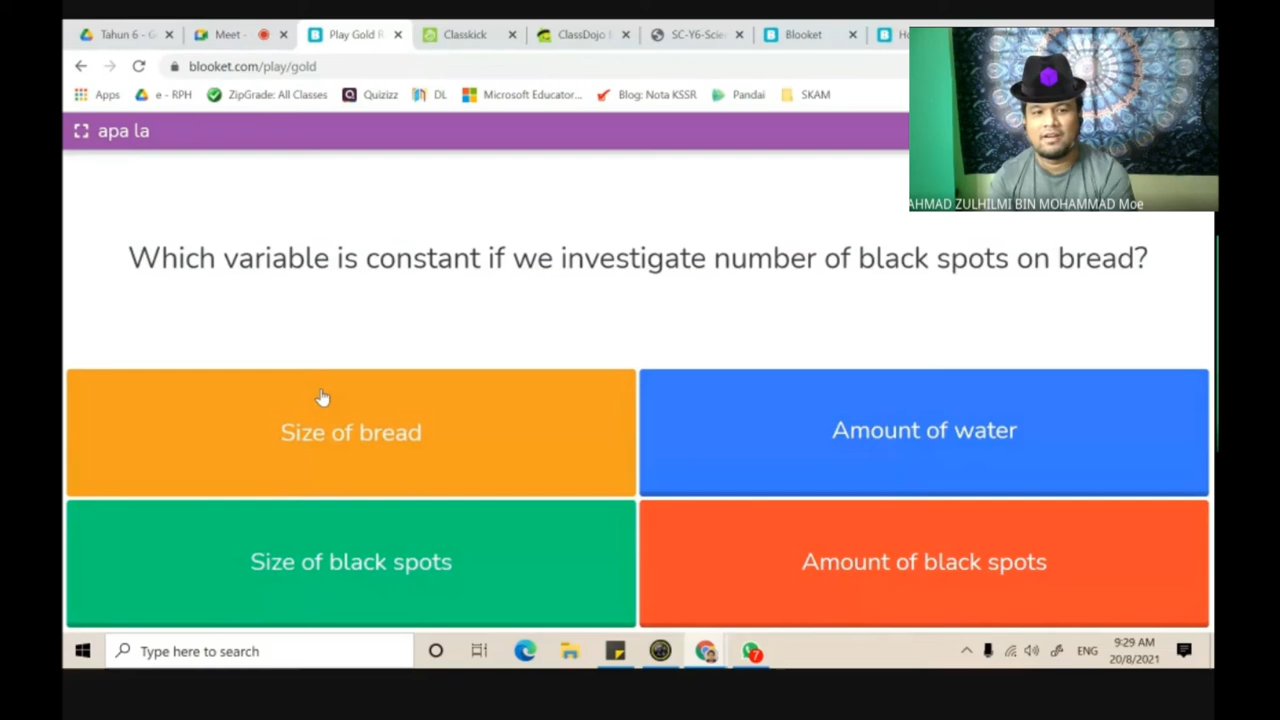 Tahun 6 - G
Meet -
Play Gold R
Classkick
ClassDojo f
SC-Y6-Scie
Blooket
blooket.com/play/gold
Apps
e - RPH
ZipGrade: All Classes
Quizizz
DL
Microsoft Educator...
Blog: Nota KSSR
Pandai
SKAM
apa la
AHMAD ZULHILMI BIN MOHAMMAD Moe
Which variable is constant if we investigate number of black spots on bread?
Size of bread
Amount of water
Size of black spots
Amount of black spots
Type here to search
7
ENG
9:29 AM
20/8/2021